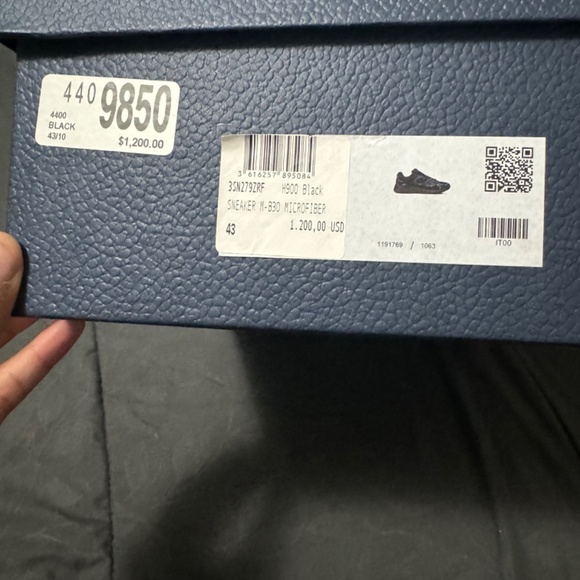 440 9850
4400
BLACK
43/10
$1,200.00
3 616257 895084
3SN279ZRF H900 Black
SNEAKER M-B30 MICROFIBER
43 1.200,00 USD
1191769 / 1063
IT00